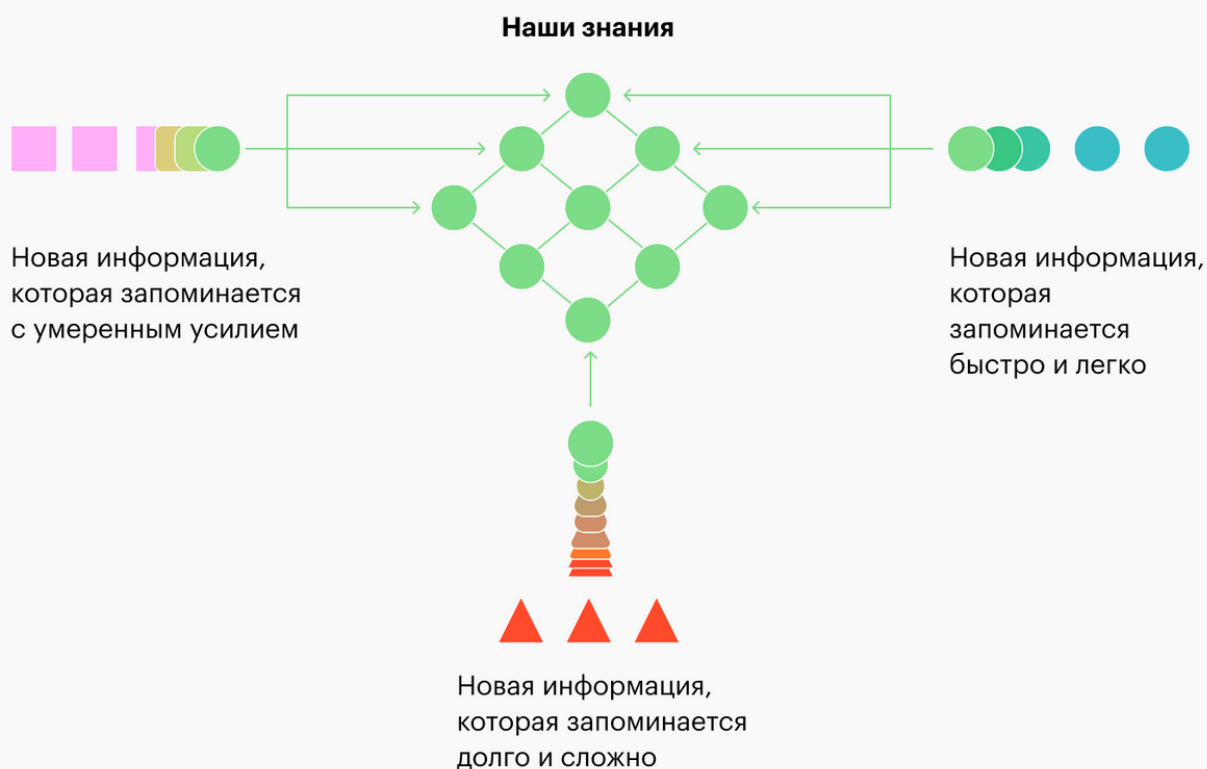 Наши знания
Новая информация,
которая запоминается
с умеренным усилием
Новая информация,
которая
запоминается
быстро и легко
Новая информация,
которая запоминается
долго и сложно